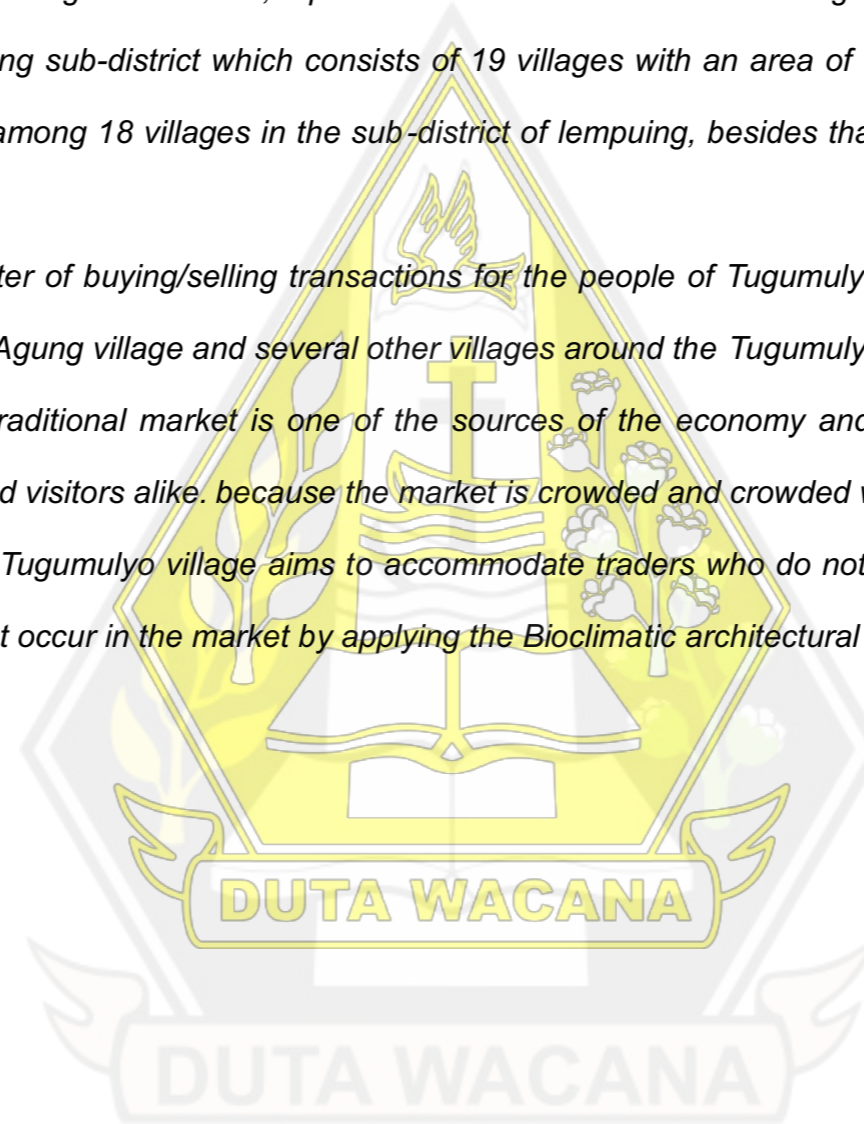 ng sub-district which consists of 19 villages with an area of
among 18 villages in the sub-district of lempuing, besides tha
ter of buying/selling transactions for the people of Tugumuly
Agung village and several other villages around the Tugumuly
raditional market is one of the sources of the economy and
d visitors alike. because the market is crowded and crowded v
Tugumulyo village aims to accommodate traders who do not
t occur in the market by applying the Bioclimatic architectural
DUTA WACANA
DUTA WACANA